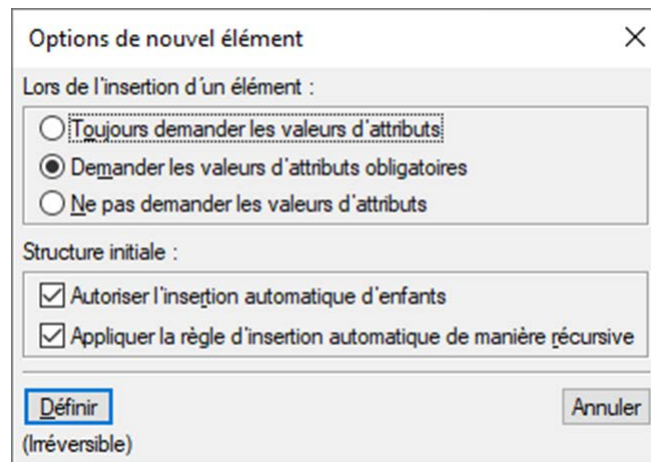 Options de nouvel élément
Lors de l'insertion d'un élément :
Toujours demander les valeurs d'attributs
Demander les valeurs d'attributs obligatoires
Ne pas demander les valeurs d'attributs
Structure initiale :
Autoriser l'insertion automatique d'enfants
Appliquer la règle d'insertion automatique de manière récursive
Définir
Annuler
(Irréversible)